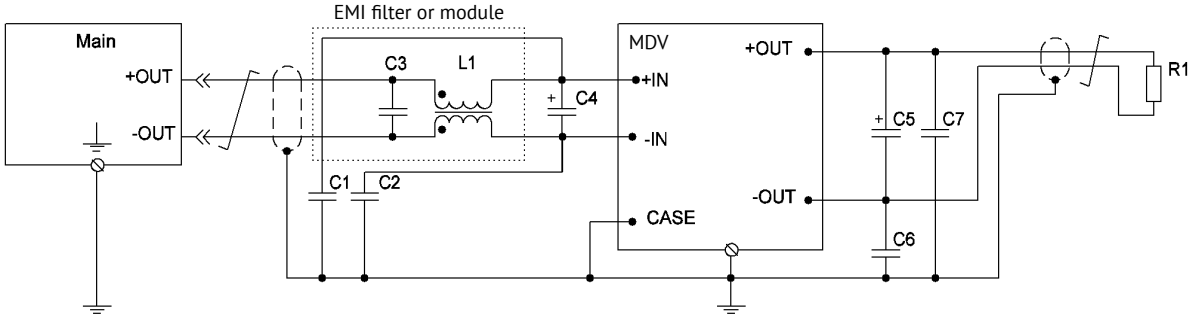 EMI filter or module
Main
+OUT
-OUT
C3
L1
C4
+
C1
C2
MDV
+IN
-IN
CASE
+OUT
-OUT
+
C5
C7
C6
R1